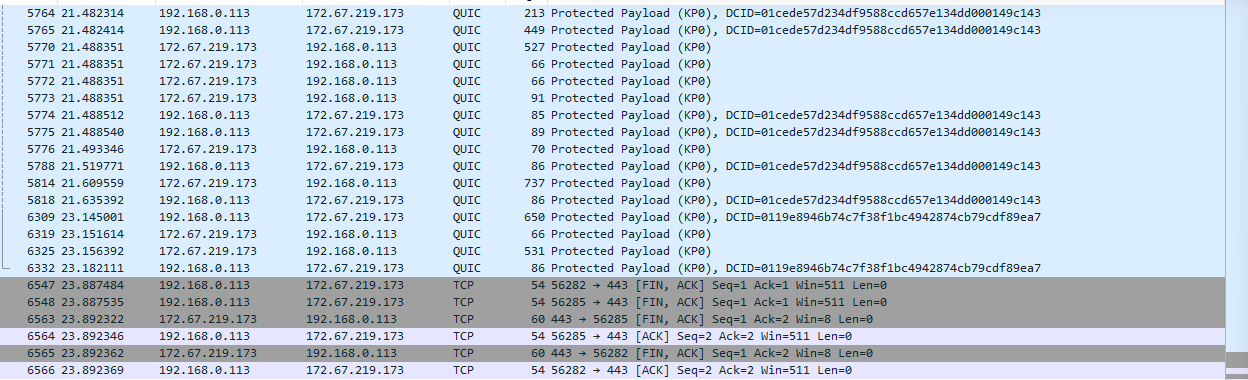 5764 21.482314 192.168.0.113 172.67.219.173 QUIC 213 Protected Payload (KP0), DCID=01cede57d234df9588ccd657e134dd000149c143
5765 21.482414 192.168.0.113 172.67.219.173 QUIC 449 Protected Payload (KP0), DCID=01cede57d234df9588ccd657e134dd000149c143
5770 21.488351 172.67.219.173 192.168.0.113 QUIC 527 Protected Payload (KP0)
5771 21.488351 172.67.219.173 192.168.0.113 QUIC 66 Protected Payload (KP0)
5772 21.488351 172.67.219.173 192.168.0.113 QUIC 66 Protected Payload (KP0)
5773 21.488351 172.67.219.173 192.168.0.113 QUIC 91 Protected Payload (KP0)
5774 21.488512 192.168.0.113 172.67.219.173 QUIC 85 Protected Payload (KP0), DCID=01cede57d234df9588ccd657e134dd000149c143
5775 21.488540 192.168.0.113 172.67.219.173 QUIC 89 Protected Payload (KP0), DCID=01cede57d234df9588ccd657e134dd000149c143
5776 21.493346 172.67.219.173 192.168.0.113 QUIC 70 Protected Payload (KP0)
5788 21.519771 192.168.0.113 172.67.219.173 QUIC 86 Protected Payload (KP0), DCID=01cede57d234df9588ccd657e134dd000149c143
5814 21.609559 172.67.219.173 192.168.0.113 QUIC 737 Protected Payload (KP0)
5818 21.635392 192.168.0.113 172.67.219.173 QUIC 86 Protected Payload (KP0), DCID=01cede57d234df9588ccd657e134dd000149c143
6309 23.145001 192.168.0.113 172.67.219.173 QUIC 650 Protected Payload (KP0), DCID=0119e8946b74c7f38f1bc4942874cb79cdf89ea7
6319 23.151614 172.67.219.173 192.168.0.113 QUIC 66 Protected Payload (KP0)
6325 23.156392 172.67.219.173 192.168.0.113 QUIC 531 Protected Payload (KP0)
6332 23.182111 192.168.0.113 172.67.219.173 QUIC 86 Protected Payload (KP0), DCID=0119e8946b74c7f38f1bc4942874cb79cdf89ea7
6547 23.887484 192.168.0.113 172.67.219.173 TCP 54 56282 → 443 [FIN, ACK] Seq=1 Ack=1 Win=511 Len=0
6548 23.887535 192.168.0.113 172.67.219.173 TCP 54 56285 → 443 [FIN, ACK] Seq=1 Ack=1 Win=511 Len=0
6563 23.892322 172.67.219.173 192.168.0.113 TCP 60 443 → 56285 [FIN, ACK] Seq=1 Ack=2 Win=8 Len=0
6564 23.892346 192.168.0.113 172.67.219.173 TCP 54 56285 → 443 [ACK] Seq=2 Ack=2 Win=511 Len=0
6565 23.892362 172.67.219.173 192.168.0.113 TCP 60 443 → 56282 [FIN, ACK] Seq=1 Ack=2 Win=8 Len=0
6566 23.892369 192.168.0.113 172.67.219.173 TCP 54 56282 → 443 [ACK] Seq=2 Ack=2 Win=511 Len=0